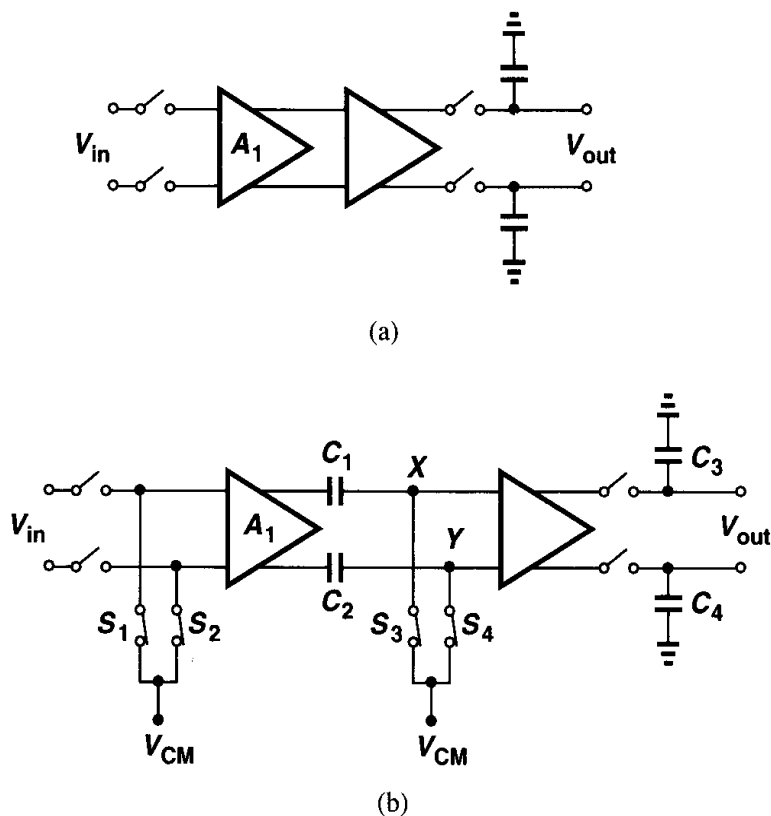 V_in
A_1
V_out
(a)
C_1
X
C_3
V_in
A_1
Y
V_out
C_2
C_4
S_1
S_2
S_3
S_4
V_CM
V_CM
(b)